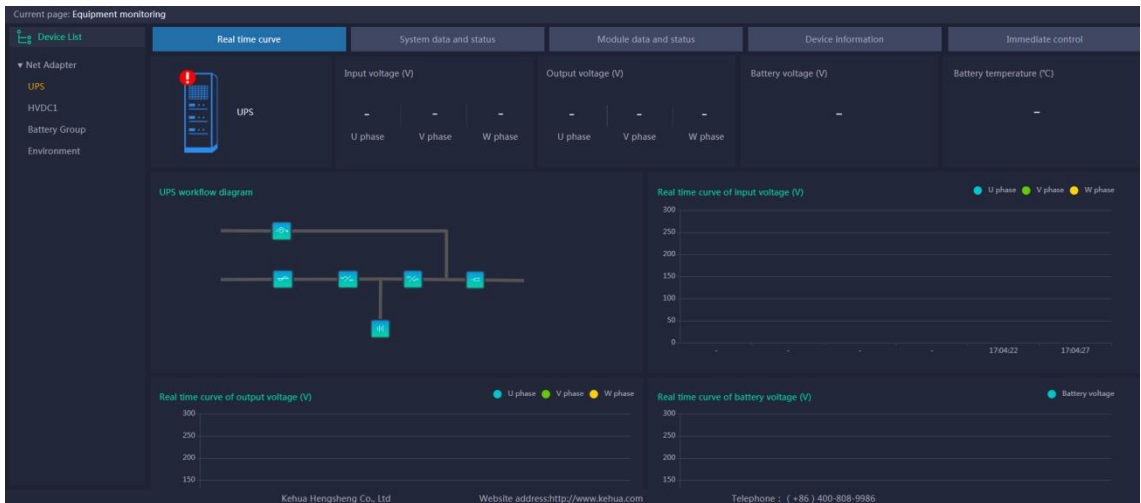 Current page: Equipment monitoring
Device List
Real time curve
System data and status
Module data and status
Device information
Immediate control
▾ Net Adapter
UPS
HVDC1
Battery Group
Environment
UPS
Input voltage (V)
- - -
U phase V phase W phase
Output voltage (V)
- - -
U phase V phase W phase
Battery voltage (V)
-
Battery temperature (℃)
-
UPS workflow diagram
Real time curve of input voltage (V)
U phase V phase W phase
300
250
200
150
100
50
0
- - - - 17:04:22 17:04:27
Real time curve of output voltage (V)
U phase V phase W phase
300
250
200
150
Real time curve of battery voltage (V)
Battery voltage
300
250
200
150
Kehua Hengsheng Co., Ltd Website address:http://www.kehua.com Telephone : ( +86 ) 400-808-9986